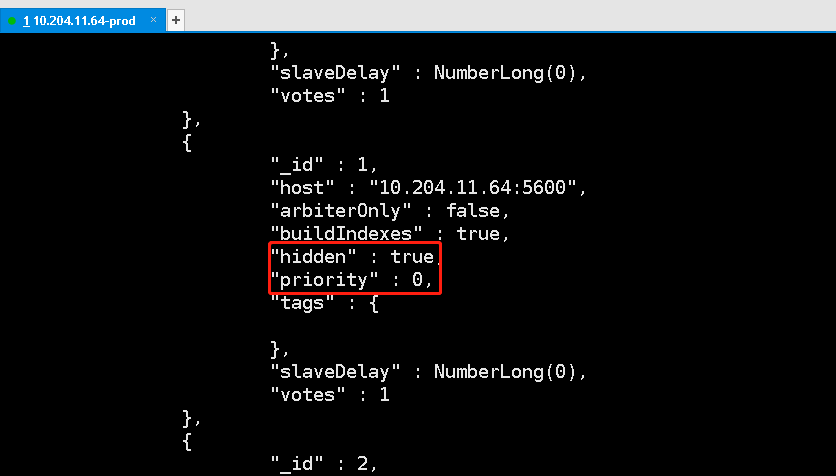 1 10.204.11.64-prod × +
},
"slaveDelay" : NumberLong(0),
"votes" : 1
},
{
"_id" : 1,
"host" : "10.204.11.64:5600",
"arbiterOnly" : false,
"buildIndexes" : true,
"hidden" : true,
"priority" : 0,
"tags" : {
},
"slaveDelay" : NumberLong(0),
"votes" : 1
},
{
"_id" : 2,